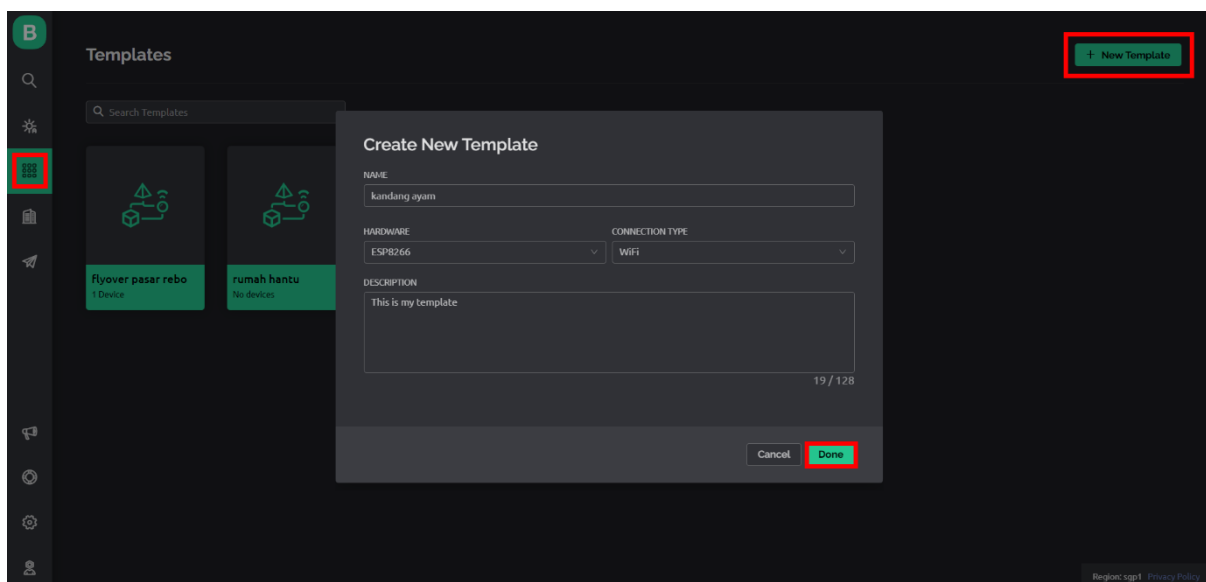 B
Templates
+ New Template
Search Templates
Create New Template
NAME
kandang ayam
HARDWARE
CONNECTION TYPE
ESP8266
WiFi
DESCRIPTION
This is my template
19 / 128
flyover pasar rebo
1 Device
rumah hantu
No devices
Cancel
Done
Region: sgp1 Privacy Policy